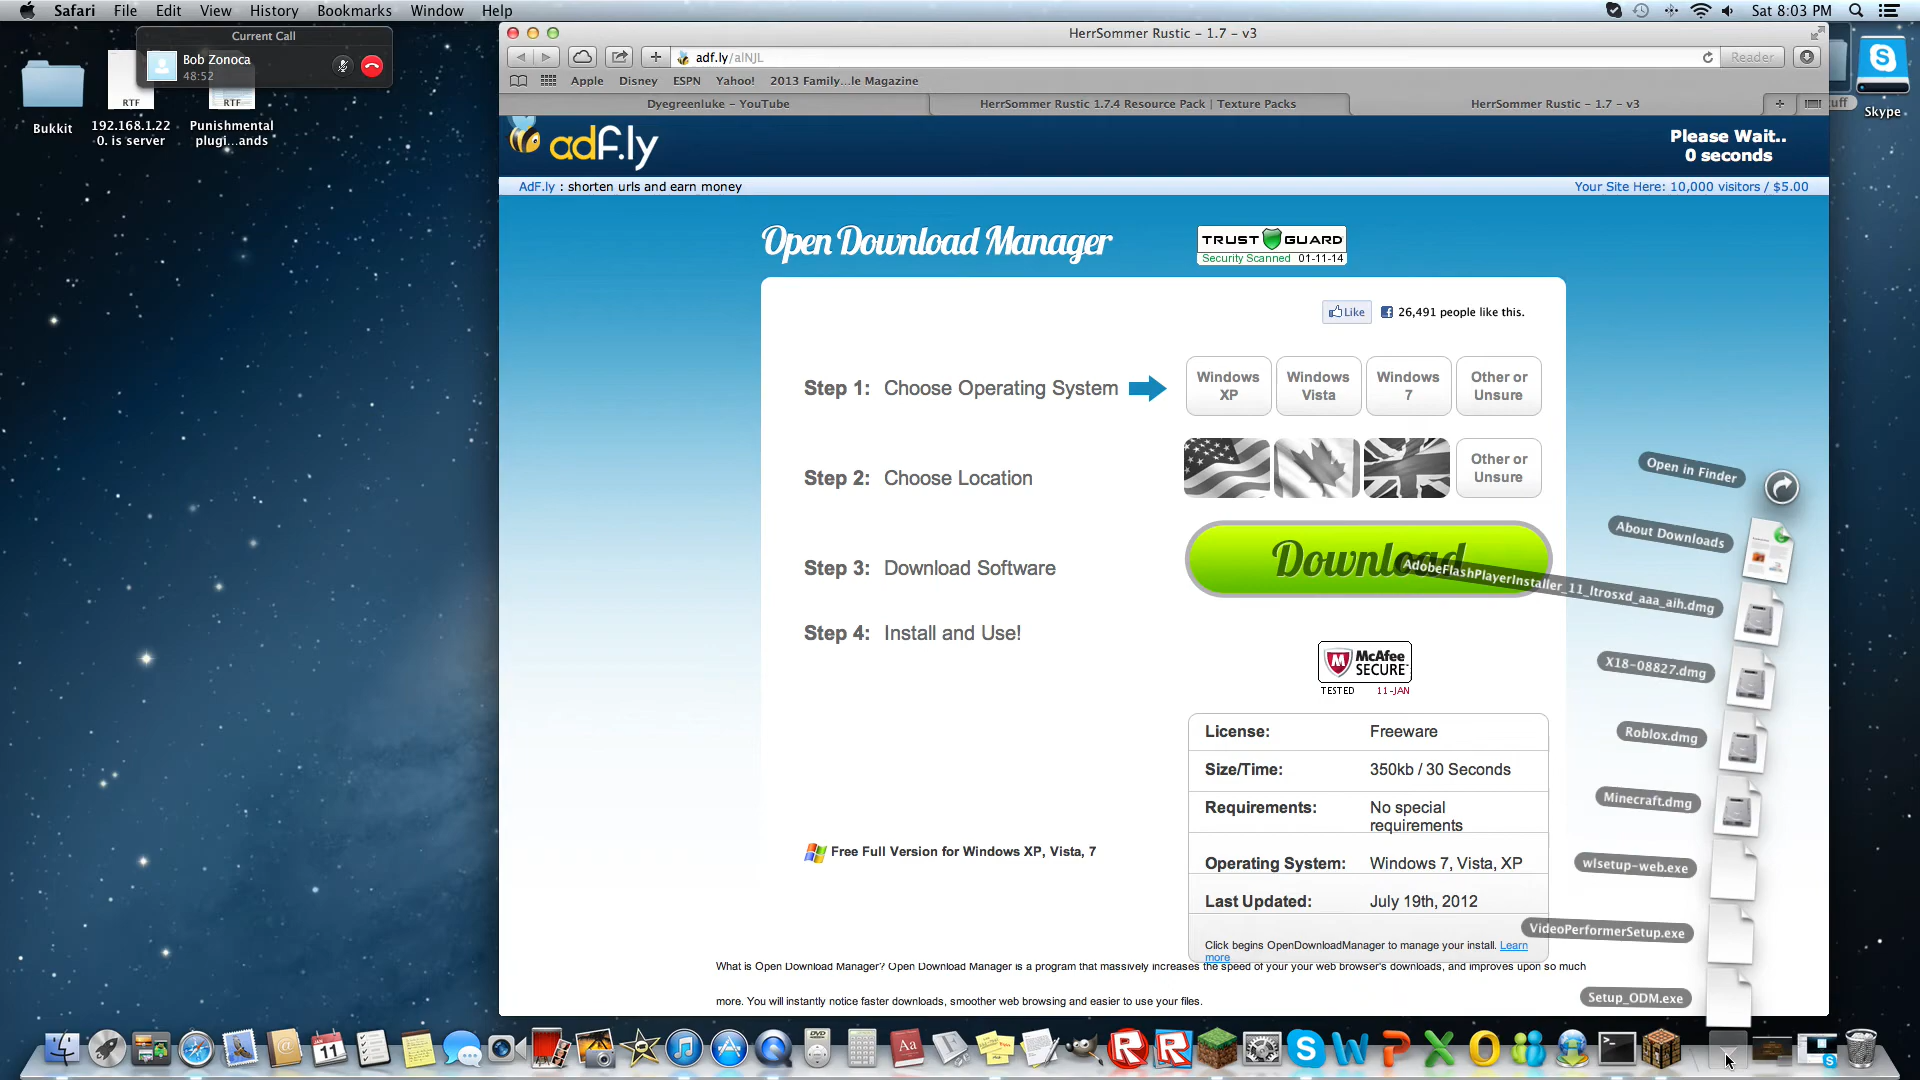 Safari File Edit View History Bookmarks Window Help
Sat 8:03 PM
Current Call
Bob Zonoca
48:52
RTF
RTF
Bukkit
192.168.1.22
0. is server
Punishmental
plugi...ands
Skype
HerrSommer Rustic – 1.7 – v3
adf.ly/alNJL
Reader
Apple Disney ESPN Yahoo! 2013 Family...le Magazine
Dyegreenluke – YouTube
HerrSommer Rustic 1.7.4 Resource Pack | Texture Packs
HerrSommer Rustic – 1.7 – v3
uff
adf.ly
Please Wait..
0 seconds
AdF.ly : shorten urls and earn money
Your Site Here: 10,000 visitors / $5.00
Open Download Manager
TRUST GUARD
Security Scanned 01-11-14
Like
26,491 people like this.
Step 1: Choose Operating System
Windows
XP
Windows
Vista
Windows
7
Other or
Unsure
Step 2: Choose Location
Other or
Unsure
Step 3: Download Software
Download
Step 4: Install and Use!
McAfee
SECURE
TESTED 11-JAN
License: Freeware
Size/Time: 350kb / 30 Seconds
Requirements: No special
requirements
Operating System: Windows 7, Vista, XP
Last Updated: July 19th, 2012
Click begins OpenDownloadManager to manage your install. Learn
more
Free Full Version for Windows XP, Vista, 7
What is Open Download Manager? Open Download Manager is a program that massively increases the speed of your your web browser's downloads, and improves upon so much
more. You will instantly notice faster downloads, smoother web browsing and easier to use your files.
Open in Finder
About Downloads
AdobeFlashPlayerInstaller_11_ltrosxd_aaa_aih.dmg
X18-08827.dmg
Roblox.dmg
Minecraft.dmg
wlsetup-web.exe
VideoPerformerSetup.exe
Setup_ODM.exe
11